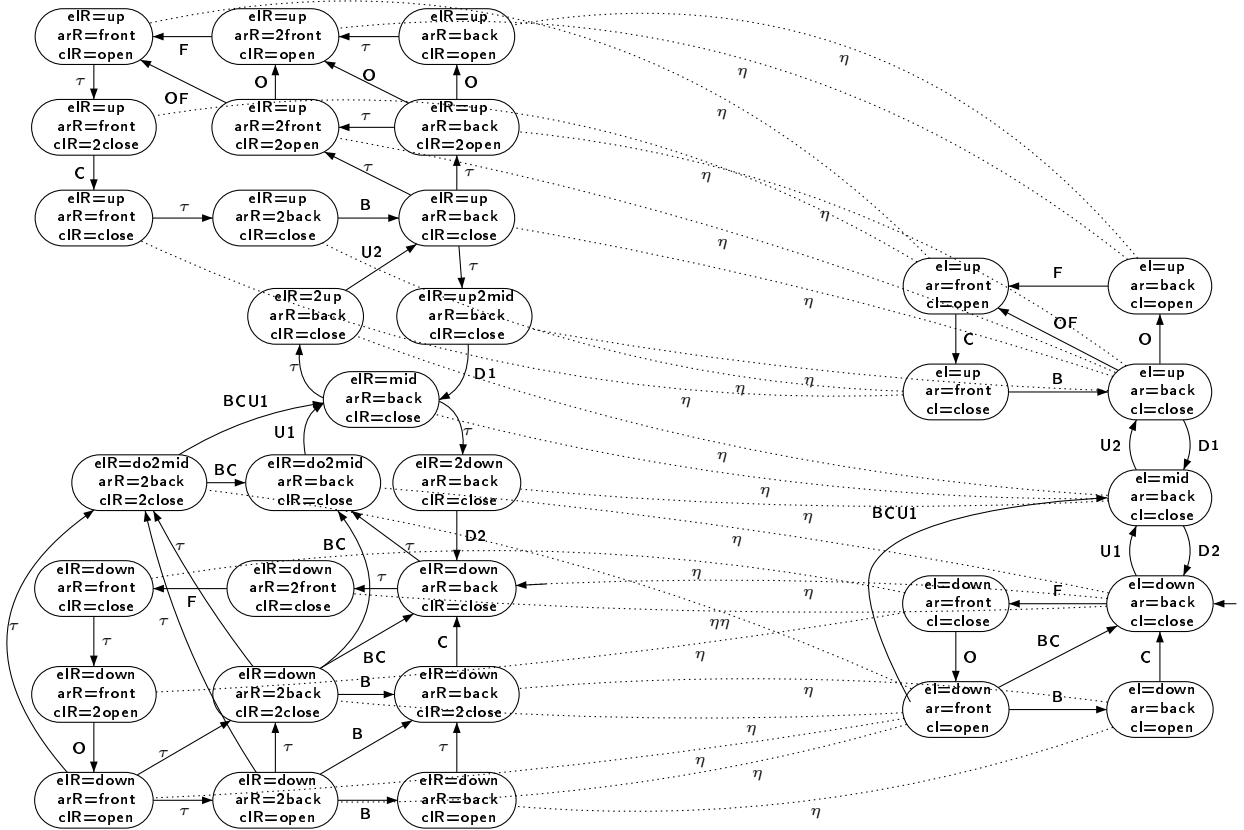 elR=up
arR=front
clR=open
F
elR=up
arR=2front
clR=open
τ
elR=up
arR=back
clR=open
η
η
τ
OF
O
O
O
η
elR=up
arR=front
clR=2close
elR=up
arR=2front
clR=2open
τ
elR=up
arR=back
clR=2open
C
τ
τ
η
elR=up
arR=front
clR=close
τ
elR=up
arR=2back
clR=close
B
elR=up
arR=back
clR=close
η
η
U2
τ
el=up
ar=front
cl=open
F
el=up
ar=back
cl=open
elR=2up
arR=back
clR=close
elR=up2mid
arR=back
clR=close
η
C
OF
O
τ
D1
elR=mid
arR=back
clR=close
η
η
η
el=up
ar=front
cl=close
B
el=up
ar=back
cl=close
BCU1
U1
τ
η
U2
D1
elR=do2mid
arR=2back
clR=2close
BC
elR=do2mid
arR=back
clR=close
elR=2down
arR=back
clR=close
η
η
BCU1
el=mid
ar=back
cl=close
τ
BC
τ
D2
η
U1
D2
elR=down
arR=front
clR=close
F
elR=down
arR=2front
clR=close
τ
elR=down
arR=back
clR=close
η
η
el=down
ar=front
cl=close
F
el=down
ar=back
cl=close
τ
τ
τ
BC
C
ηη
η
O
BC
C
elR=down
arR=front
clR=2open
elR=down
arR=2back
clR=2close
B
elR=down
arR=back
clR=2close
η
η
el=down
ar=front
cl=open
B
el=down
ar=back
cl=open
O
τ
τ
B
τ
η
η
elR=down
arR=front
clR=open
τ
elR=down
arR=2back
clR=open
B
elR=down
arR=back
clR=open
η